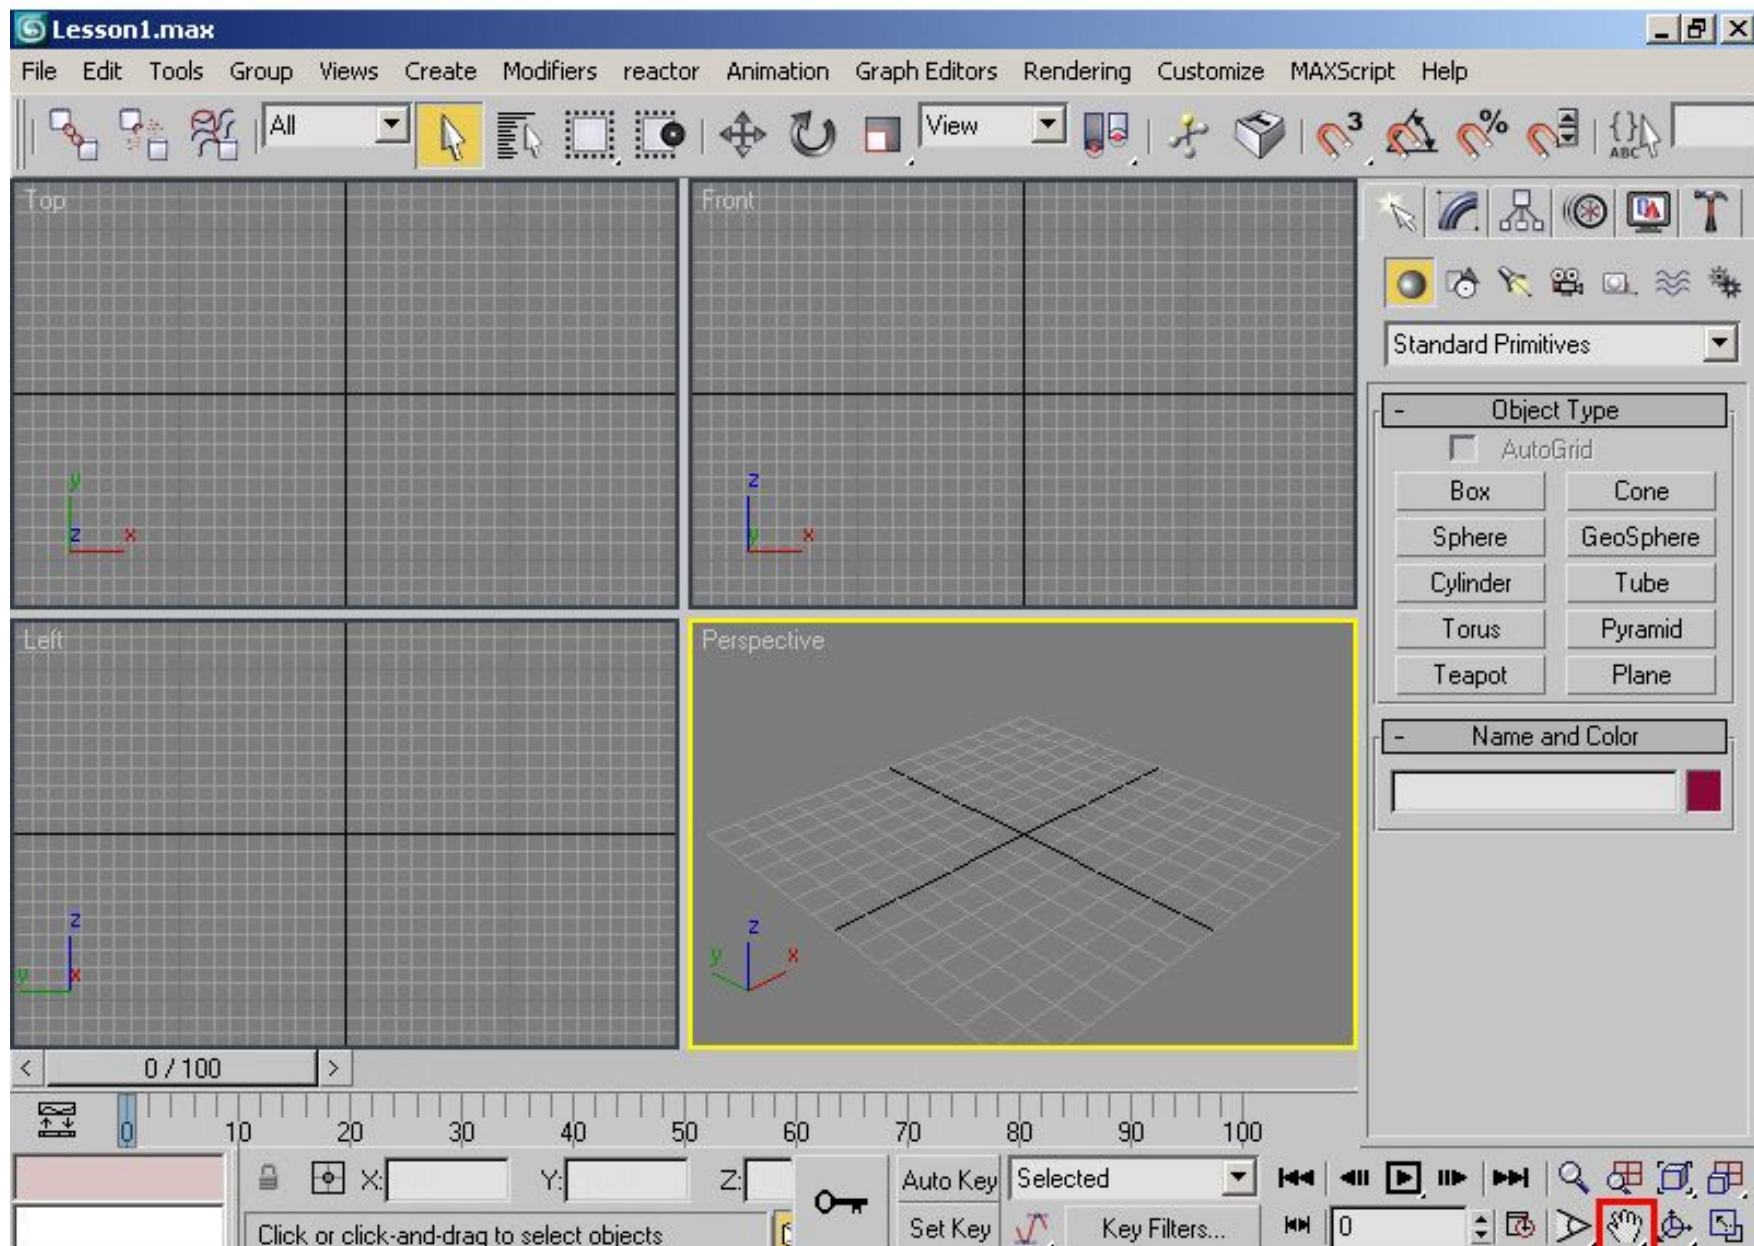 Lesson1.max
File Edit Tools Group Views Create Modifiers reactor Animation Graph Editors Rendering Customize MAXScript Help
All
View
3
%
{}
ABC
Top
Front
y
z
x
z
y
x
Left
Perspective
z
y
x
z
y
x
Standard Primitives
- Object Type
AutoGrid
Box Cone
Sphere GeoSphere
Cylinder Tube
Torus Pyramid
Teapot Plane
- Name and Color
< 0 / 100 >
0 10 20 30 40 50 60 70 80 90 100
X: Y: Z: Auto Key Selected
Click or click-and-drag to select objects Set Key Key Filters... 0